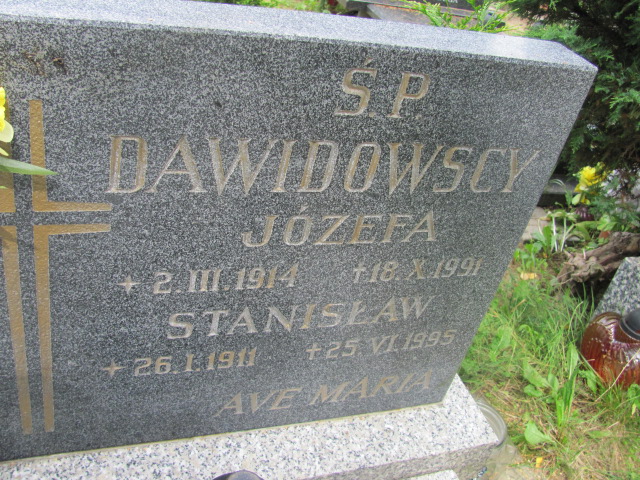 Ś.P.
DAWIDOWSCY
JÓZEFA
+ 2.III.1914 +18.X.1991
STANISŁAW
+ 26.I.1911 +25.VI.1995
AVE MARIA